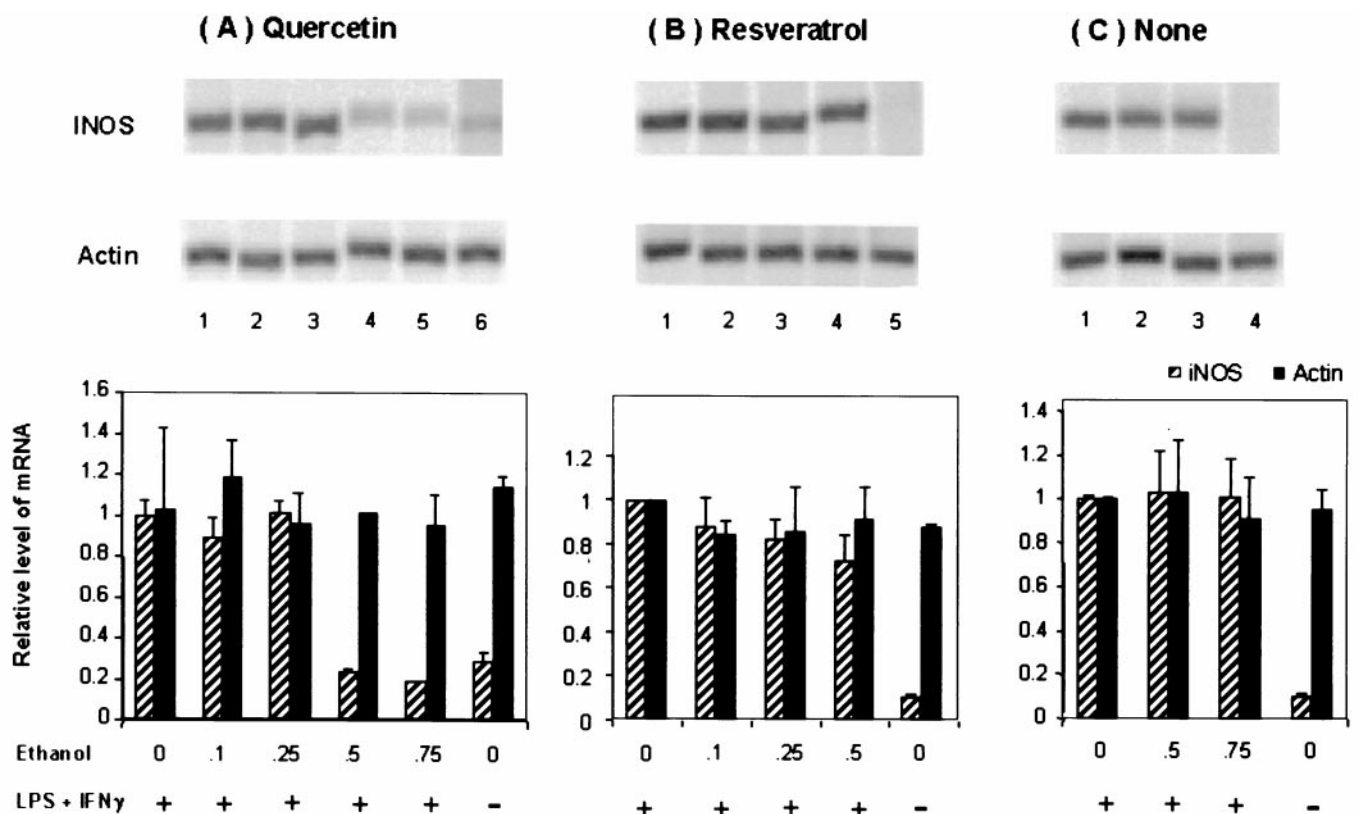 ( A ) Quercetin ( B ) Resveratrol ( C ) None
INOS
Actin
1 2 3 4 5 6 1 2 3 4 5 1 2 3 4
iNOS Actin
Relative level of mRNA
1.6 1.4 1.2 1 0.8 0.6 0.4 0.2 0
1.2 1 0.8 0.6 0.4 0.2 0
1.4 1.2 1 0.8 0.6 0.4 0.2 0
Ethanol 0 .1 .25 .5 .75 0 0 .1 .25 .5 0 0 .5 .75 0
LPS + IFNγ + + + + + - + + + + - + + + -